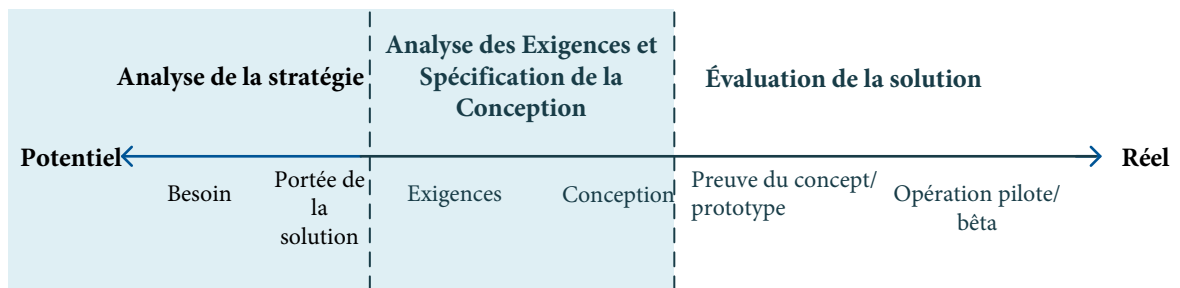 Analyse de la stratégie
Analyse des Exigences et
Spécification de la
Conception
Évaluation de la solution
Potentiel
Réel
Besoin
Portée de
la
solution
Exigences
Conception
Preuve du concept/
prototype
Opération pilote/
bêta